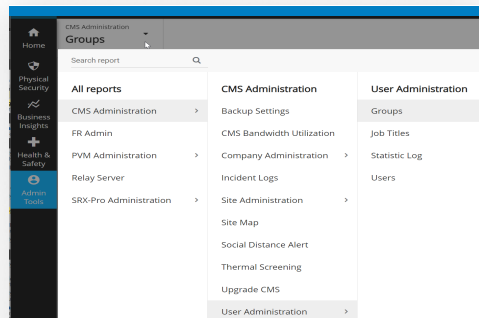 Home
Physical
Security
Business
Insights
Health &
Safety
Admin
Tools
CMS Administration
Groups
Search report
All reports
CMS Administration
FR Admin
PVM Administration
Relay Server
SRX-Pro Administration
CMS Administration
Backup Settings
CMS Bandwidth Utilization
Company Administration
Incident Logs
Site Administration
Site Map
Social Distance Alert
Thermal Screening
Upgrade CMS
User Administration
User Administration
Groups
Job Titles
Statistic Log
Users